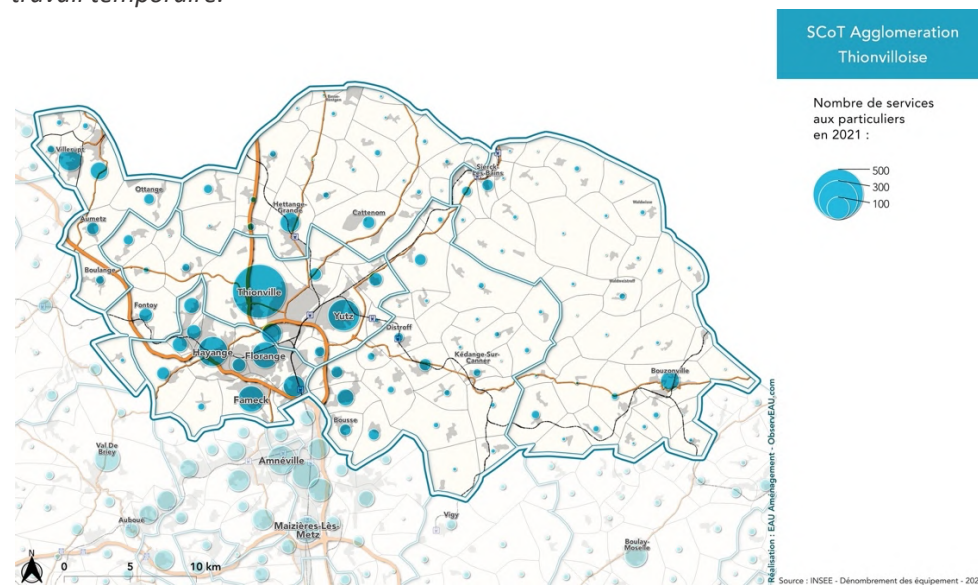 travail temporaire.
SCoT Agglomeration
Thionvilloise
Nombre de services
aux particuliers
en 2021 :
500
300
100
Villerupt
Ottange
Aumetz
Boulange
Fontoy
Hettange-
Grande
Cattenom
Sierck-
Les-Bains
Waldwisse
Waldweistroff
Thionville
Yutz
Distroff
Hayange
Florange
Fameck
Kédange-Sur-
Canner
Bouzonville
Bousse
Val De
Briey
Amnéville
Auboué
Maizières-Lès-
Metz
Vigy
Boulay-
Moselle
N
0 5 10 km
Réalisation : EAU Aménagement - ObservEAU.com
Source : INSEE - Dénombrement des équipement -